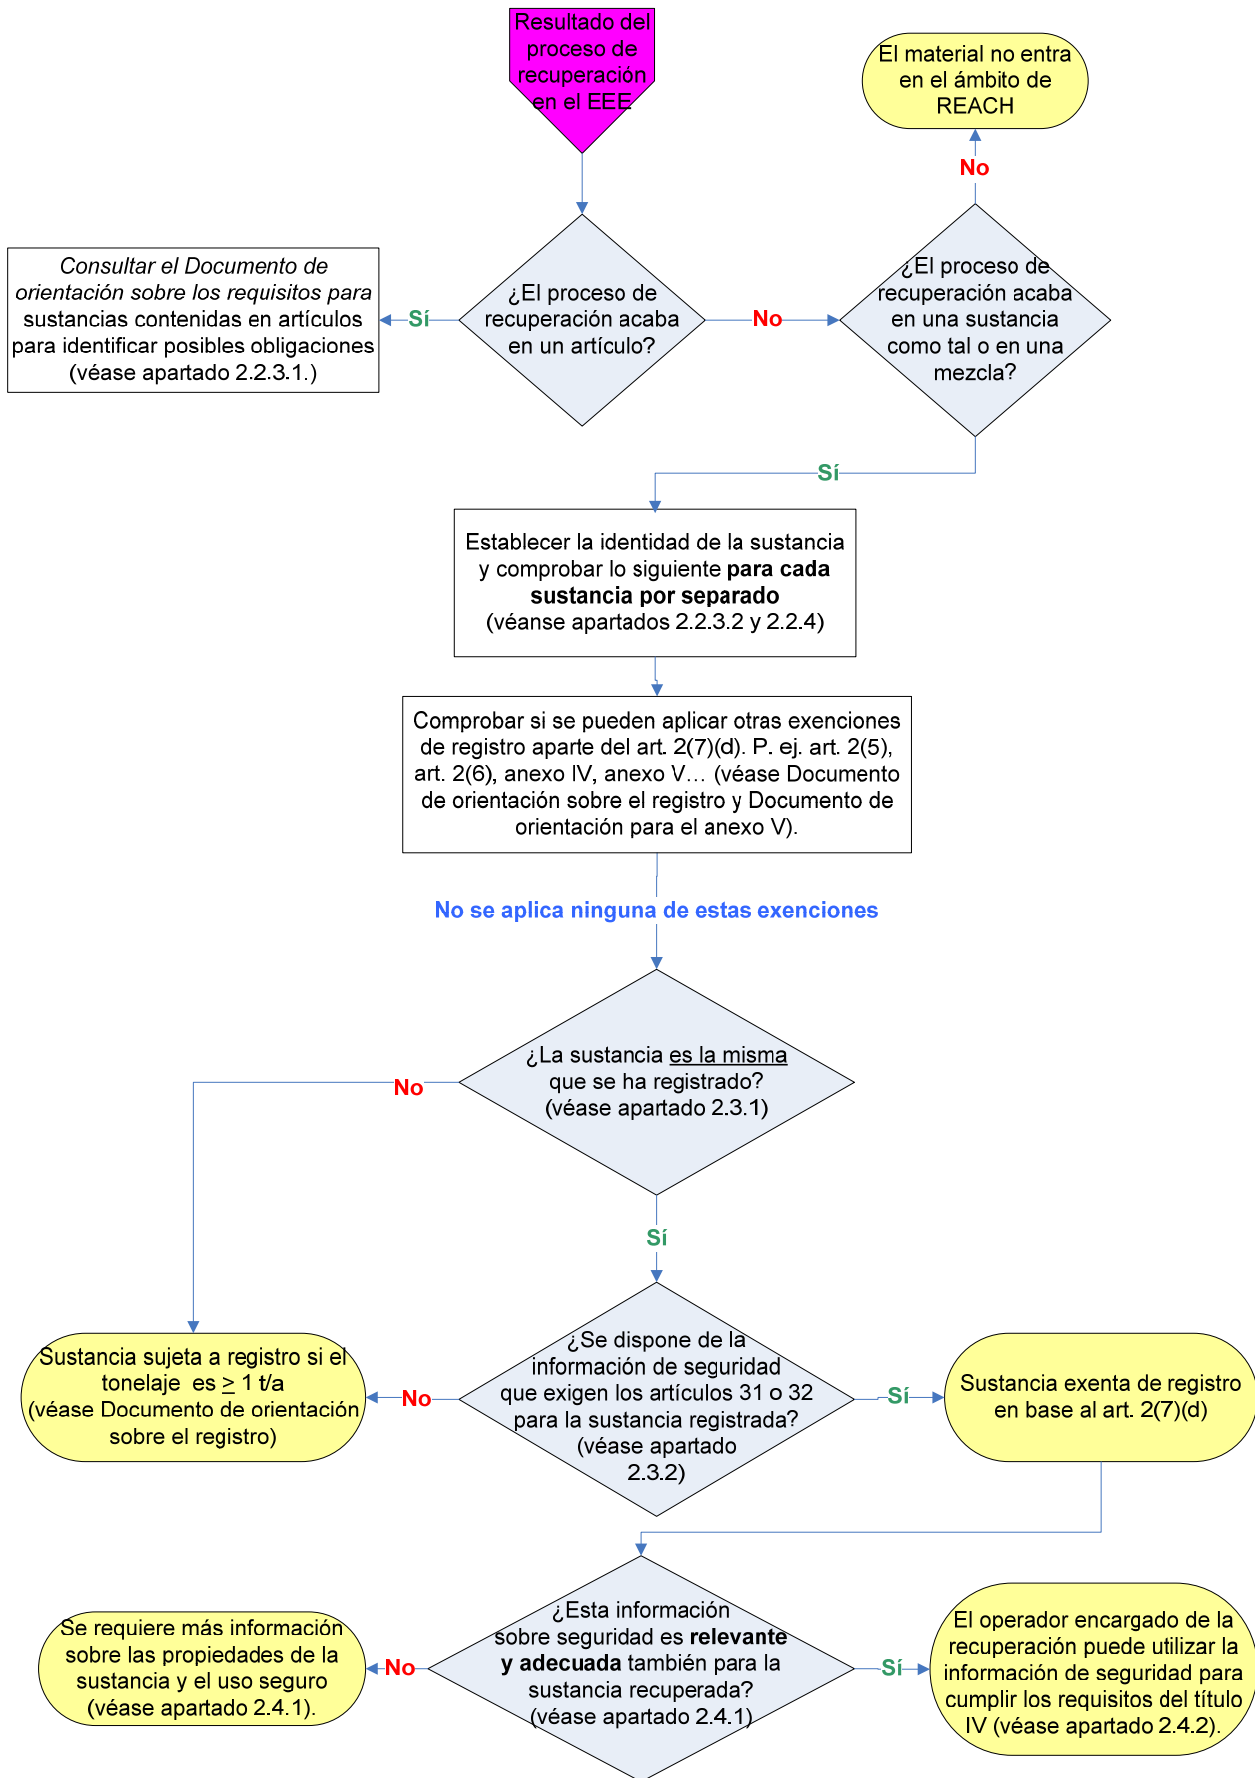 Resultado del
proceso de
recuperación
en el EEE
El material no entra
en el ámbito de
REACH
No
Consultar el Documento de
orientación sobre los requisitos para
sustancias contenidas en artículos
para identificar posibles obligaciones
(véase apartado 2.2.3.1.)
Sí
¿El proceso de
recuperación acaba
en un artículo?
No
¿El proceso de
recuperación acaba
en una sustancia
como tal o en una
mezcla?
Sí
Establecer la identidad de la sustancia
y comprobar lo siguiente para cada
sustancia por separado
(véanse apartados 2.2.3.2 y 2.2.4)
Comprobar si se pueden aplicar otras exenciones
de registro aparte del art. 2(7)(d). P. ej. art. 2(5),
art. 2(6), anexo IV, anexo V… (véase Documento
de orientación sobre el registro y Documento de
orientación para el anexo V).
No se aplica ninguna de estas exenciones
¿La sustancia es la misma
que se ha registrado?
(véase apartado 2.3.1)
No
Sí
Sustancia sujeta a registro si el
tonelaje es ≥ 1 t/a
(véase Documento de orientación
sobre el registro)
No
¿Se dispone de la
información de seguridad
que exigen los artículos 31 o 32
para la sustancia registrada?
(véase apartado
2.3.2)
Sí
Sustancia exenta de registro
en base al art. 2(7)(d)
Se requiere más información
sobre las propiedades de la
sustancia y el uso seguro
(véase apartado 2.4.1).
No
¿Esta información
sobre seguridad es relevante
y adecuada también para la
sustancia recuperada?
(véase apartado 2.4.1)
Sí
El operador encargado de la
recuperación puede utilizar la
información de seguridad para
cumplir los requisitos del título
IV (véase apartado 2.4.2).